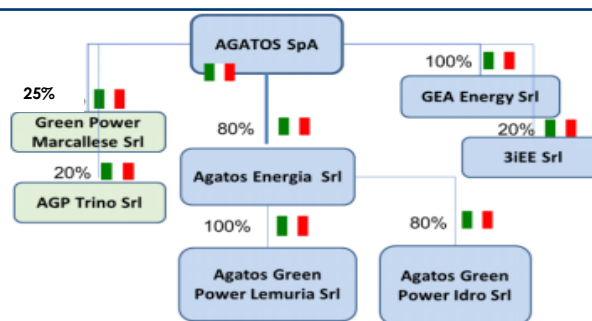 AGATOS SpA
100%
GEA Energy Srl
25%
Green Power
Marcallese Srl
80%
20%
3iEE Srl
20%
AGP Trino Srl
Agatos Energia Srl
100%
80%
Agatos Green
Power Lemuria Srl
Agatos Green
Power Idro Srl